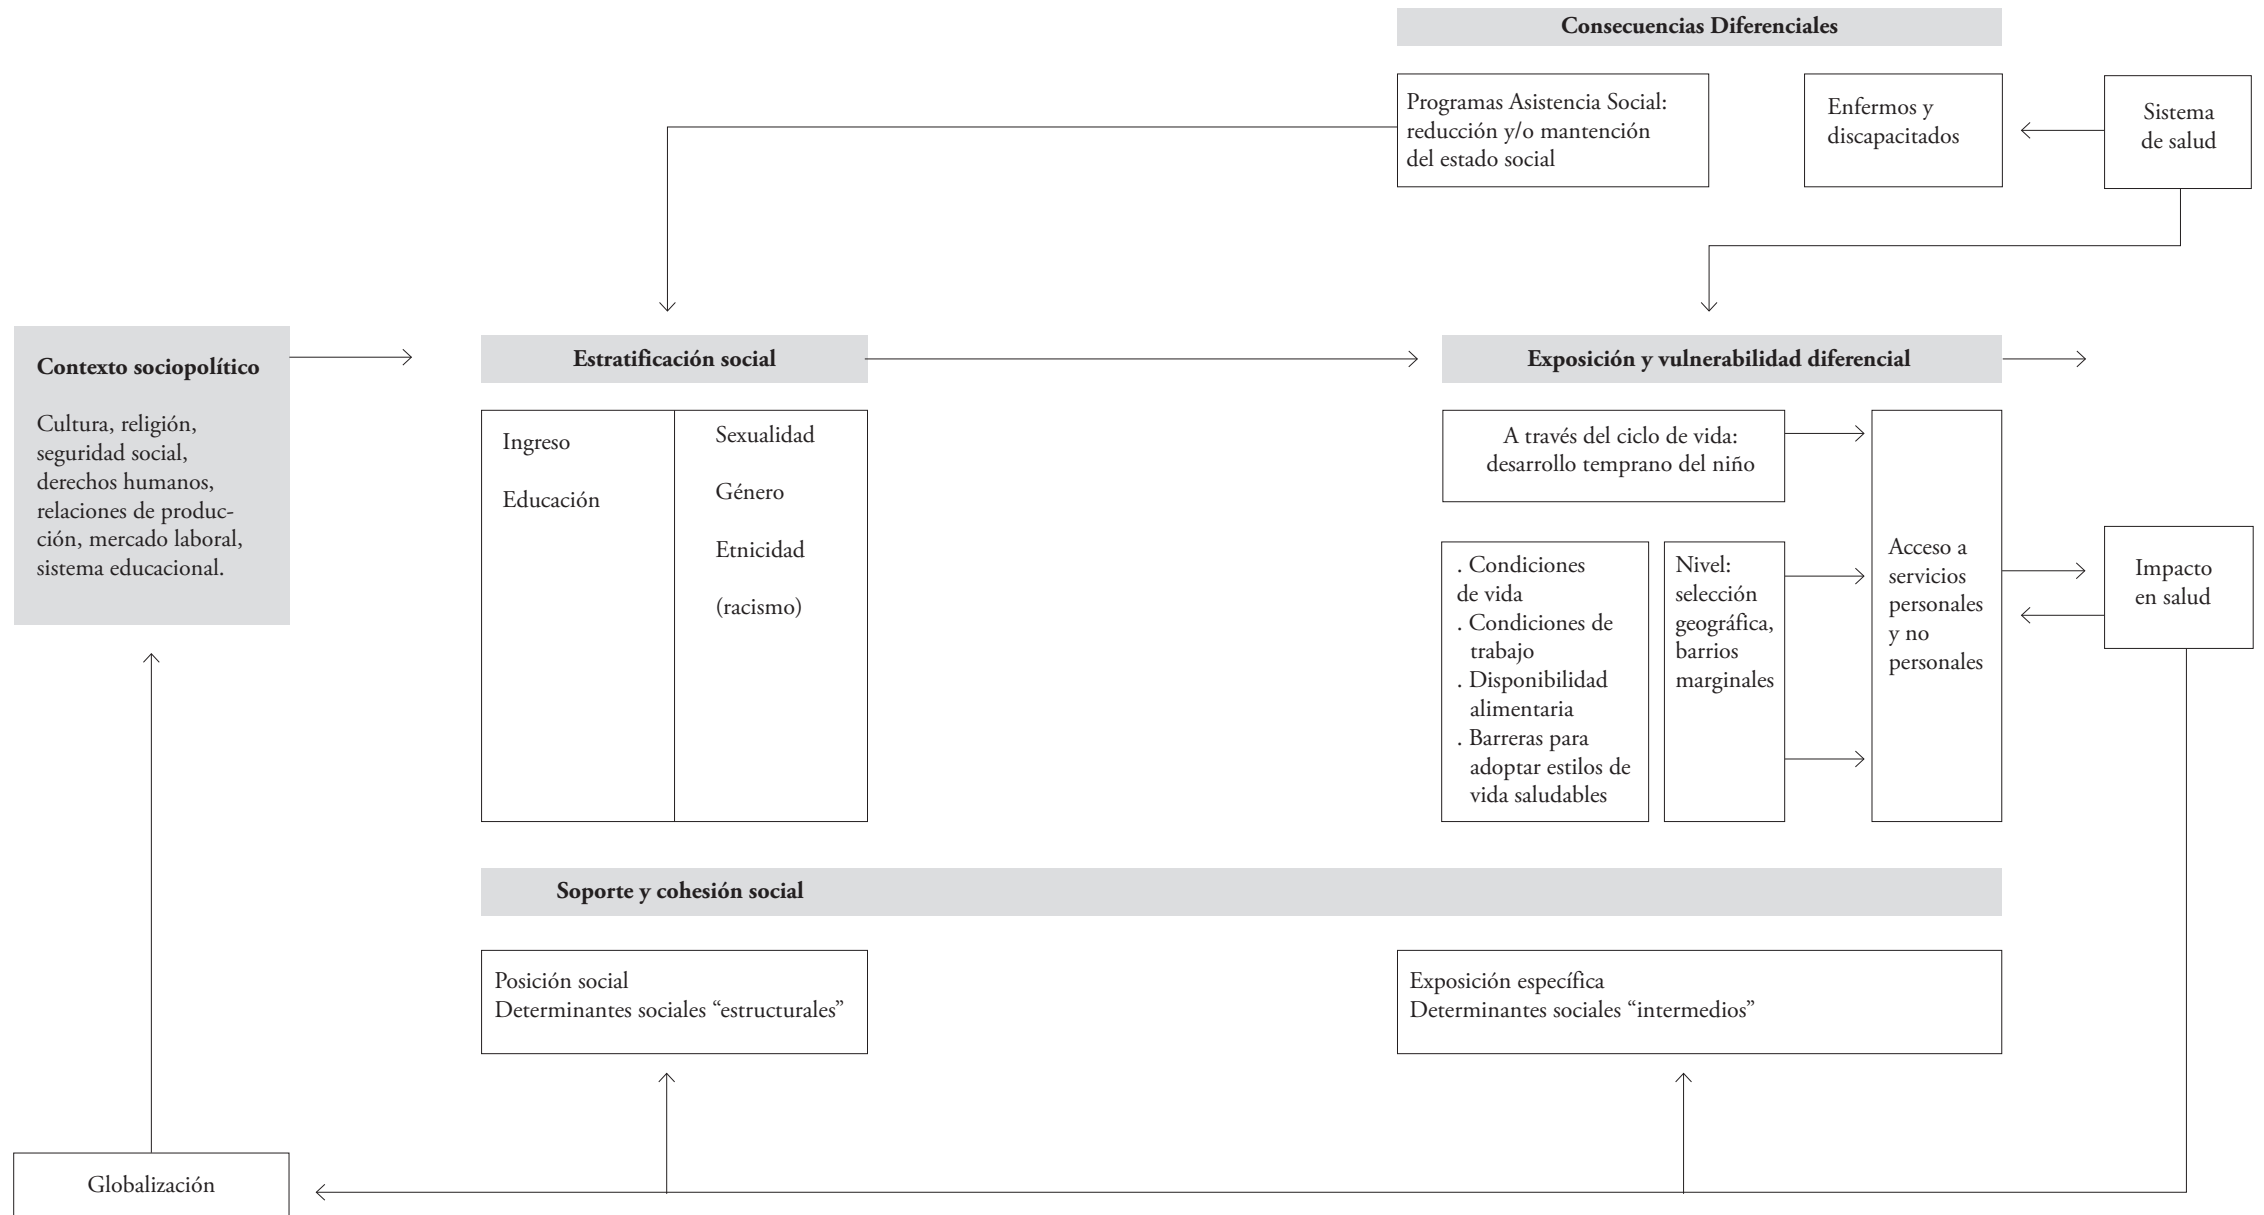 Consecuencias Diferenciales
Programas Asistencia Social:
reducción y/o mantención
del estado social
Enfermos y
discapacitados
Sistema
de salud
Contexto sociopolítico
Cultura, religión,
seguridad social,
derechos humanos,
relaciones de produc-
ción, mercado laboral,
sistema educacional.
Estratificación social
Ingreso
Educación
Sexualidad
Género
Etnicidad
(racismo)
Exposición y vulnerabilidad diferencial
A través del ciclo de vida:
desarrollo temprano del niño
. Condiciones
de vida
. Condiciones de
trabajo
. Disponibilidad
alimentaria
. Barreras para
adoptar estilos de
vida saludables
Nivel:
selección
geográfica,
barrios
marginales
Acceso a
servicios
personales
y no
personales
Impacto
en salud
Soporte y cohesión social
Posición social
Determinantes sociales “estructurales”
Exposición específica
Determinantes sociales “intermedios”
Globalización